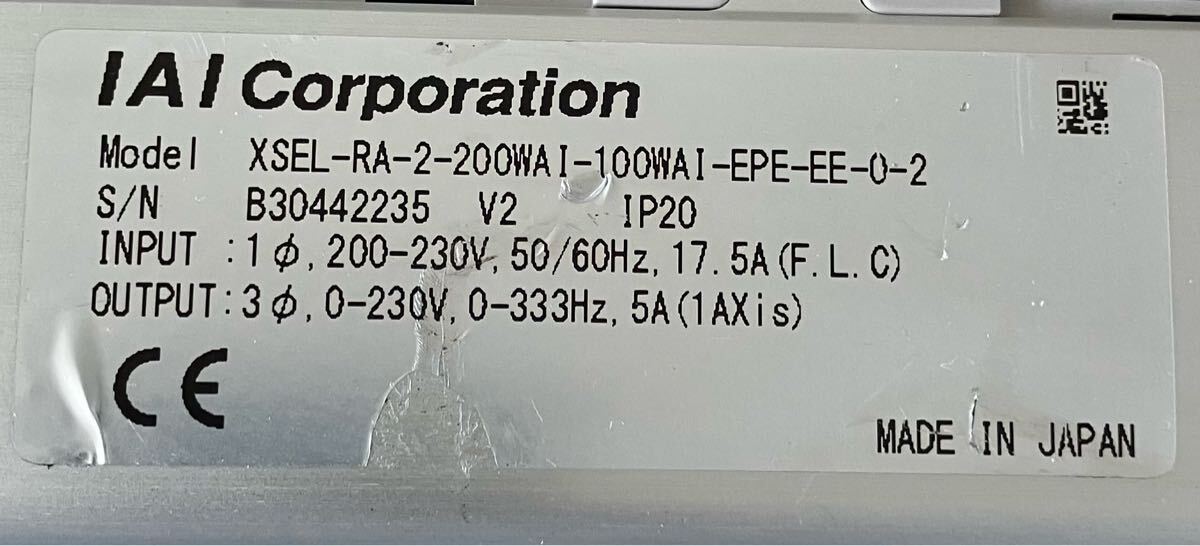 IAI Corporation
Model XSEL-RA-2-200WAI-100WAI-EPE-EE-0-2
S/N B30442235 V2 IP20
INPUT :1φ, 200-230V, 50/60Hz, 17.5A(F.L.C)
OUTPUT:3φ, 0-230V, 0-333Hz, 5A(1AXis)
CE
MADE IN JAPAN